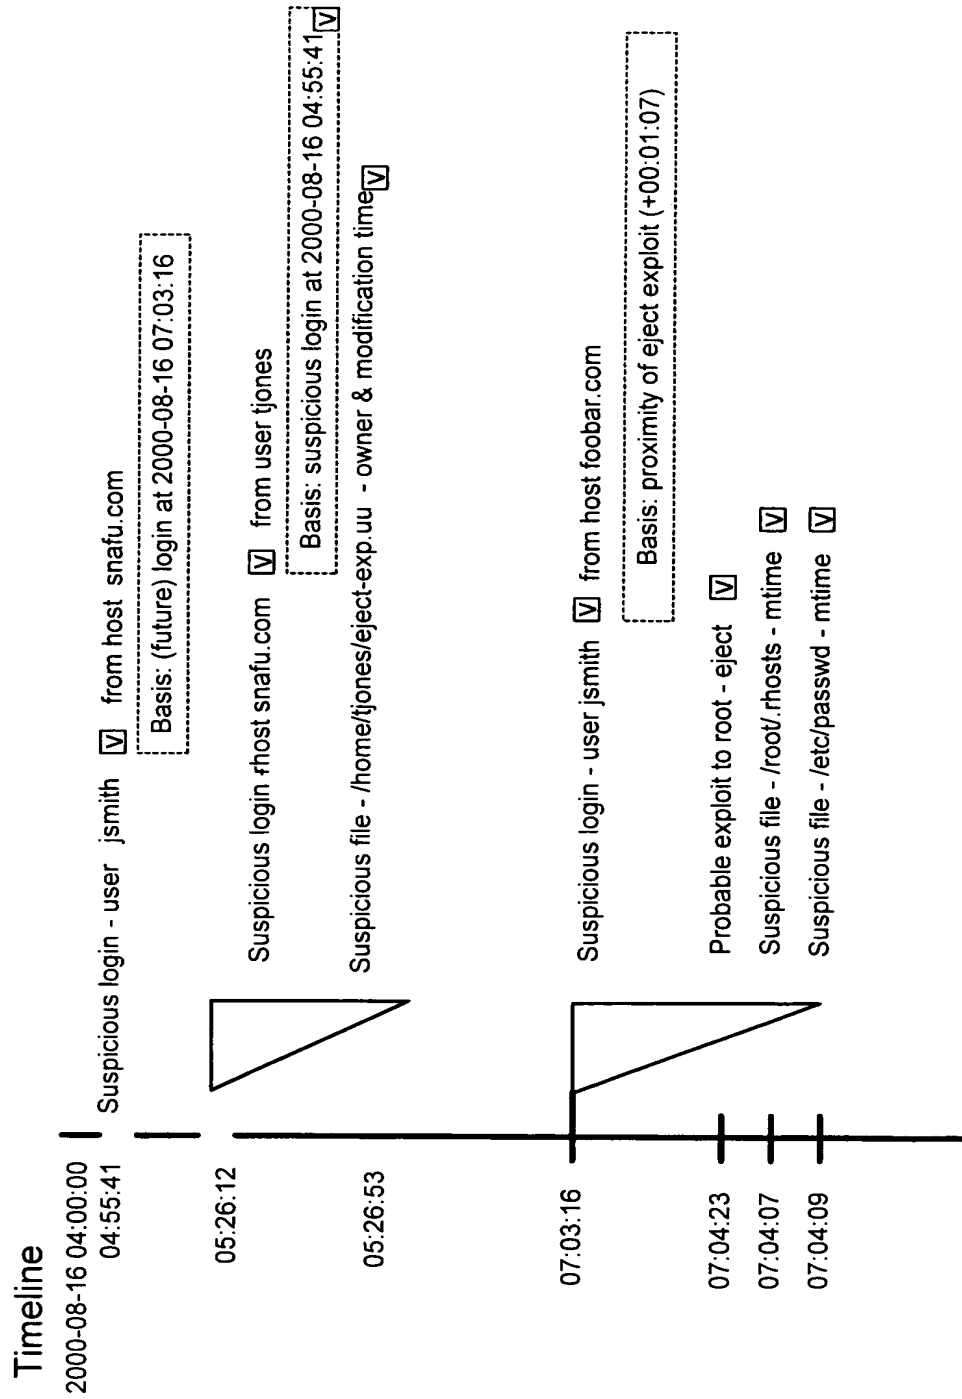 Timeline
2000-08-16 04:00:00
04:55:41 Suspicious login - user jsmith V from host snafu.com
Basis: (future) login at 2000-08-16 07:03:16
05:26:12 Suspicious login rhost snafu.com V from user tjones
Basis: suspicious login at 2000-08-16 04:55:41 V
05:26:53 Suspicious file - /home/tjones/eject-exp.uu - owner & modification time V
07:03:16 Suspicious login - user jsmith V from host foobar.com
Basis: proximity of eject exploit (+00:01:07)
07:04:23 Probable exploit to root - eject V
07:04:07 Suspicious file - /root/.rhosts - mtime V
07:04:09 Suspicious file - /etc/passwd - mtime V